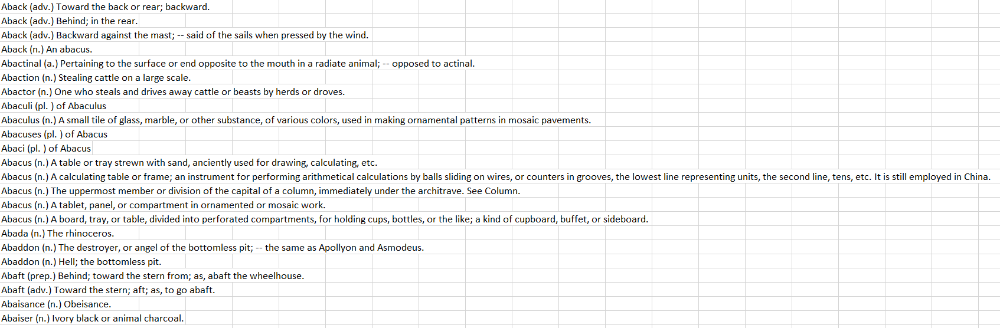 Aback (adv.) Toward the back or rear; backward.
Aback (adv.) Behind; in the rear.
Aback (adv.) Backward against the mast; -- said of the sails when pressed by the wind.
Aback (n.) An abacus.
Abactinal (a.) Pertaining to the surface or end opposite to the mouth in a radiate animal; -- opposed to actinal.
Abaction (n.) Stealing cattle on a large scale.
Abactor (n.) One who steals and drives away cattle or beasts by herds or droves.
Abaculi (pl. ) of Abaculus
Abaculus (n.) A small tile of glass, marble, or other substance, of various colors, used in making ornamental patterns in mosaic pavements.
Abacuses (pl. ) of Abacus
Abaci (pl. ) of Abacus
Abacus (n.) A table or tray strewn with sand, anciently used for drawing, calculating, etc.
Abacus (n.) A calculating table or frame; an instrument for performing arithmetical calculations by balls sliding on wires, or counters in grooves, the lowest line representing units, the second line, tens, etc. It is still employed in China.
Abacus (n.) The uppermost member or division of the capital of a column, immediately under the architrave. See Column.
Abacus (n.) A tablet, panel, or compartment in ornamented or mosaic work.
Abacus (n.) A board, tray, or table, divided into perforated compartments, for holding cups, bottles, or the like; a kind of cupboard, buffet, or sideboard.
Abada (n.) The rhinoceros.
Abaddon (n.) The destroyer, or angel of the bottomless pit; -- the same as Apollyon and Asmodeus.
Abaddon (n.) Hell; the bottomless pit.
Abaft (prep.) Behind; toward the stern from; as, abaft the wheelhouse.
Abaft (adv.) Toward the stern; aft; as, to go abaft.
Abaisance (n.) Obeisance.
Abaiser (n.) Ivory black or animal charcoal.